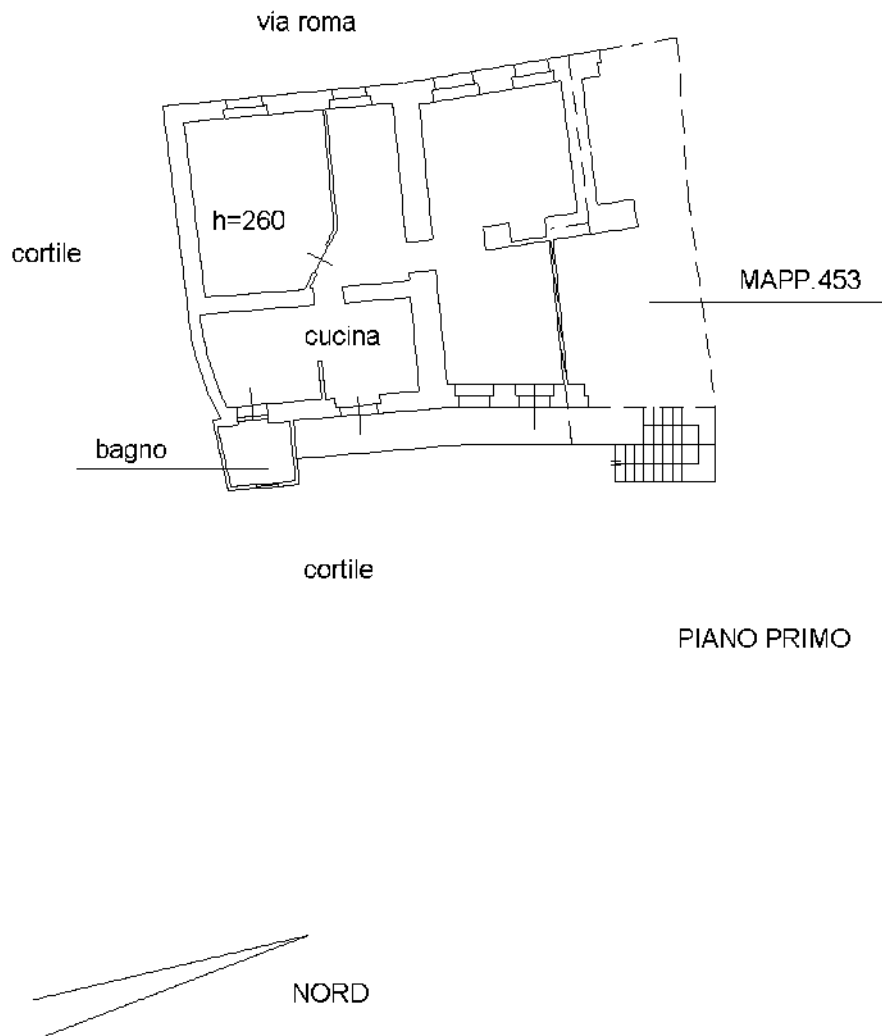 via roma
h=260
cortile
MAPP.453
cucina
bagno
cortile
PIANO PRIMO
NORD